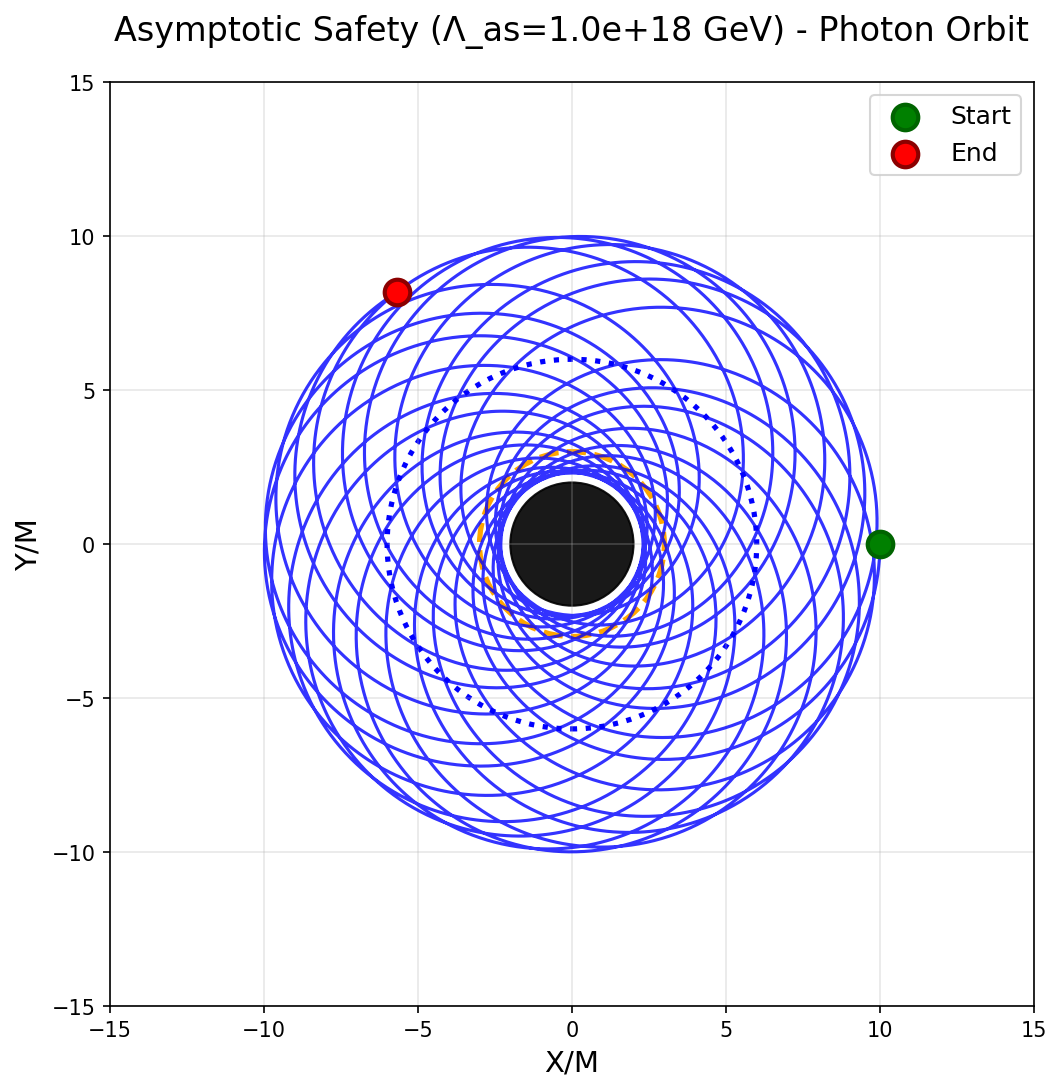 Asymptotic Safety (Λ_as=1.0e+18 GeV) - Photon Orbit
Start
End
15
10
5
0
−5
−10
−15
Y/M
−15 −10 −5 0 5 10 15
X/M